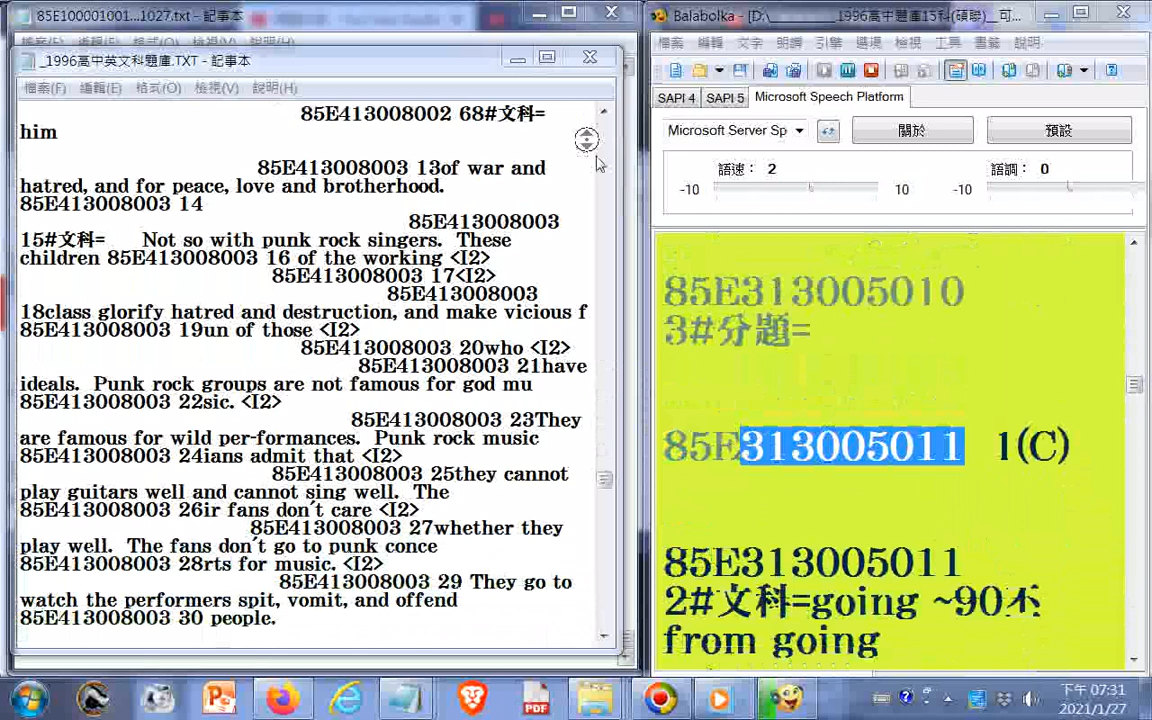 85E100001001...1027.txt - 記事本
_1996高中英文科題庫.TXT - 記事本
檔案(F) 編輯(E) 格式(O) 檢視(V) 說明(H)
85E413008002 68#文科=
him
85E413008003 13of war and
hatred, and for peace, love and brotherhood.
85E413008003 14
85E413008003
15#文科= Not so with punk rock singers. These
children 85E413008003 16 of the working <I2>
85E413008003 17<I2>
85E413008003
18class glorify hatred and destruction, and make vicious f
85E413008003 19un of those <I2>
85E413008003 20who <I2>
85E413008003 21have
ideals. Punk rock groups are not famous for god mu
85E413008003 22sic. <I2>
85E413008003 23They
are famous for wild per-formances. Punk rock music
85E413008003 24ians admit that <I2>
85E413008003 25they cannot
play guitars well and cannot sing well. The
85E413008003 26ir fans don't care <I2>
85E413008003 27whether they
play well. The fans don't go to punk conce
85E413008003 28rts for music. <I2>
85E413008003 29 They go to
watch the performers spit, vomit, and offend
85E413008003 30 people.
Balabolka - [D:\________1996高中題庫15科(碩聯)__可...
檔案 編輯 文字 朗讀 引擎 選項 檢視 工具 書籤 說明
SAPI 4 SAPI 5 Microsoft Speech Platform
Microsoft Server Sp 關於 預設
語速： 2 語調： 0
-10 10 -10
85E313005010
3#分題=
85E313005011 1(C)
85E313005011
2#文科=going ~90不
from going
PDF
下午 07:31
2021/1/27